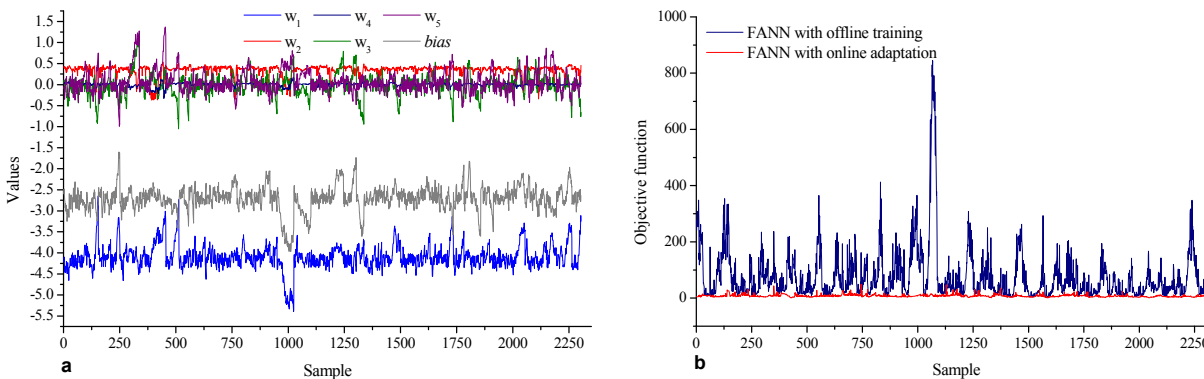 w1 w4 w5
w2 w3 bias
1.5
1.0
0.5
0.0
-0.5
-1.0
-1.5
-2.0
-2.5
-3.0
-3.5
-4.0
-4.5
-5.0
-5.5
Values
0 250 500 750 1000 1250 1500 1750 2000 2250
Sample
a
FANN with offline training
FANN with online adaptation
1000
800
600
400
200
0
Objective function
0 250 500 750 1000 1250 1500 1750 2000 2250
Sample
b